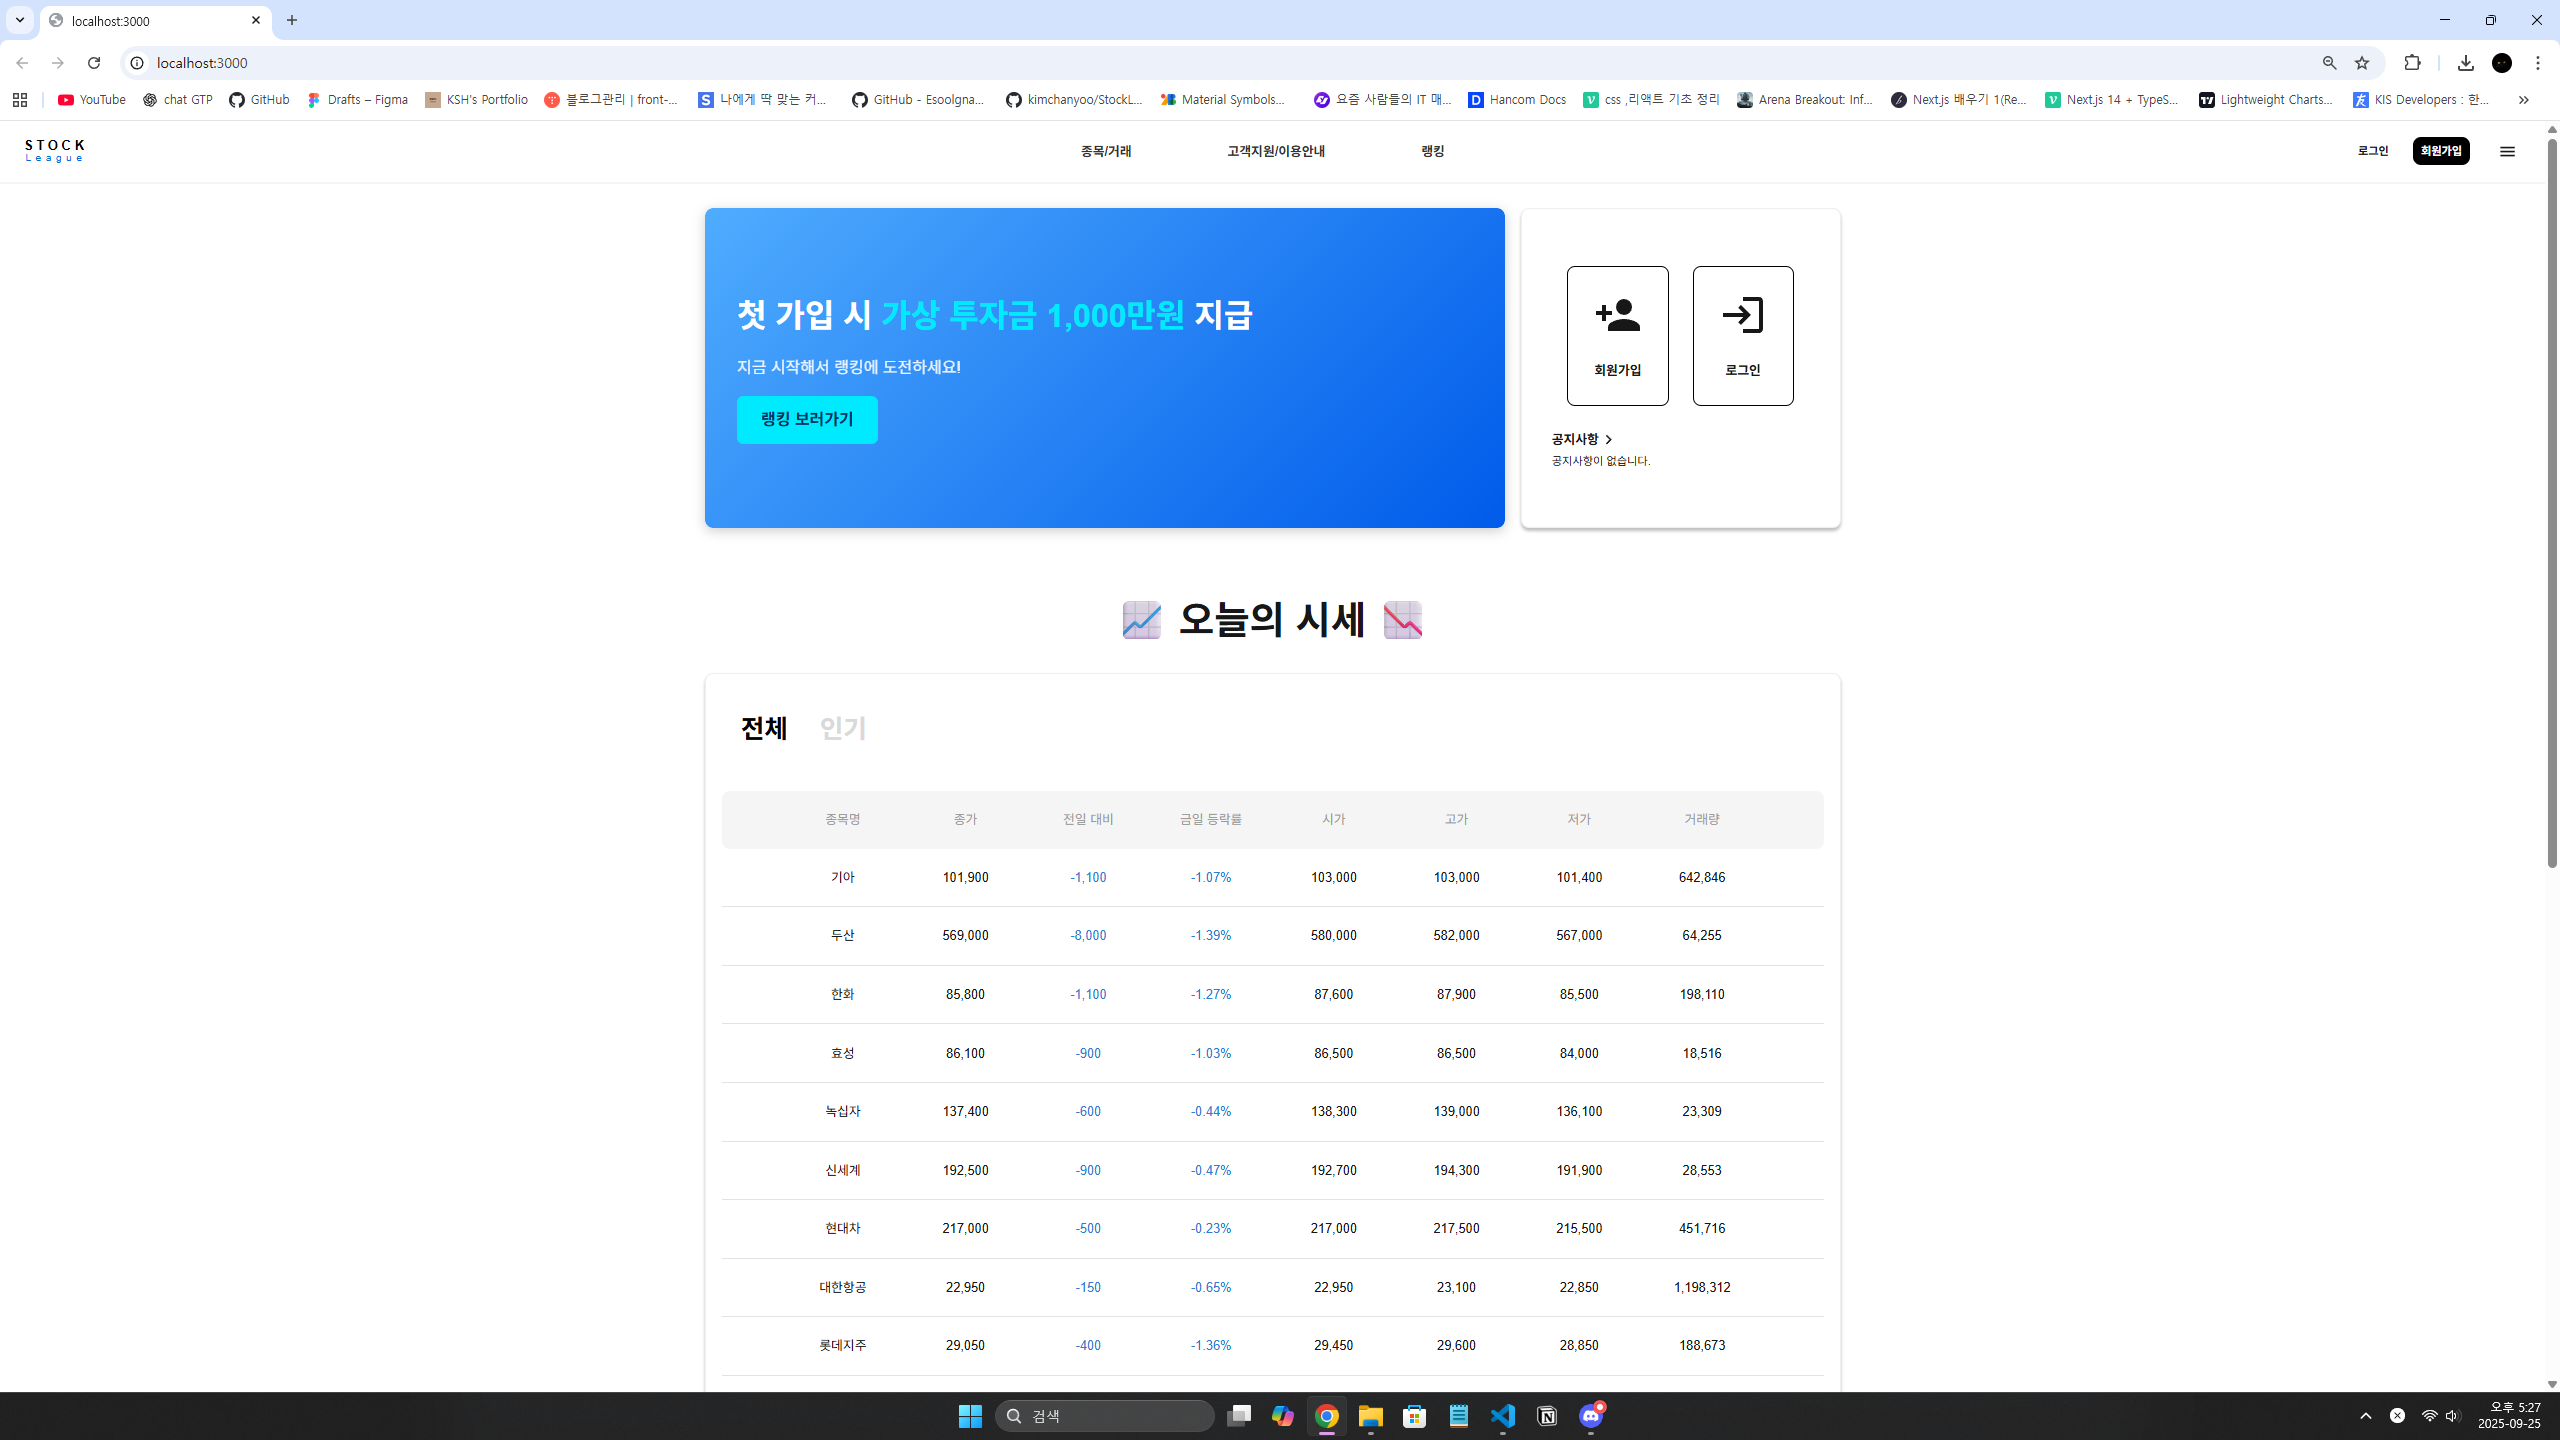 localhost:3000
localhost:3000
YouTube chat GTP GitHub Drafts – Figma KSH's Portfolio 블로그관리 | front-... 나에게 딱 맞는 커... GitHub - Esoolgna... kimchanyoo/StockL... Material Symbols... 요즘 사람들의 IT 매... Hancom Docs css ,리액트 기초 정리 Arena Breakout: Inf... Next.js 배우기 1(Re... Next.js 14 + TypeS... Lightweight Charts... KIS Developers : 한...
STOCK
League
종목/거래 고객지원/이용안내 랭킹 로그인 회원가입
첫 가입 시 가상 투자금 1,000만원 지급
지금 시작해서 랭킹에 도전하세요!
랭킹 보러가기
회원가입 로그인
공지사항
공지사항이 없습니다.
오늘의 시세
전체 인기
종목명 종가 전일 대비 금일 등락률 시가 고가 저가 거래량
기아 101,900 -1,100 -1.07% 103,000 103,000 101,400 642,846
두산 569,000 -8,000 -1.39% 580,000 582,000 567,000 64,255
한화 85,800 -1,100 -1.27% 87,600 87,900 85,500 198,110
효성 86,100 -900 -1.03% 86,500 86,500 84,000 18,516
녹십자 137,400 -600 -0.44% 138,300 139,000 136,100 23,309
신세계 192,500 -900 -0.47% 192,700 194,300 191,900 28,553
현대차 217,000 -500 -0.23% 217,000 217,500 215,500 451,716
대한항공 22,950 -150 -0.65% 22,950 23,100 22,850 1,198,312
롯데지주 29,050 -400 -1.36% 29,450 29,600 28,850 188,673
검색
오후 5:27
2025-09-25